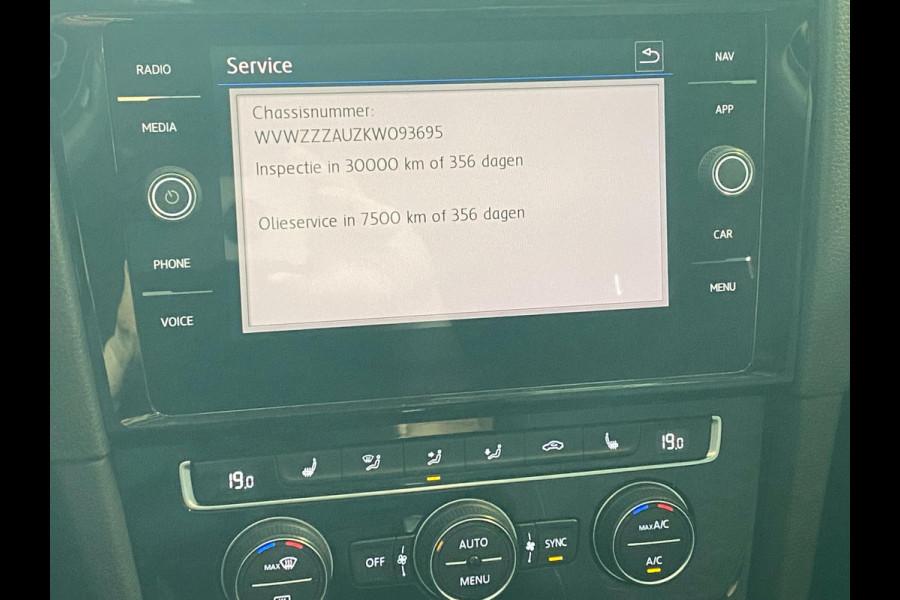 RADIO
Service
NAV
MEDIA
Chassisnummer:
WVWZZZAUZKW093695
APP
Inspectie in 30000 km of 356 dagen
Olieservice in 7500 km of 356 dagen
CAR
PHONE
MENU
VOICE
19.0
19.0
MAX
OFF
AUTO
MENU
SYNC
MAX A/C
A/C